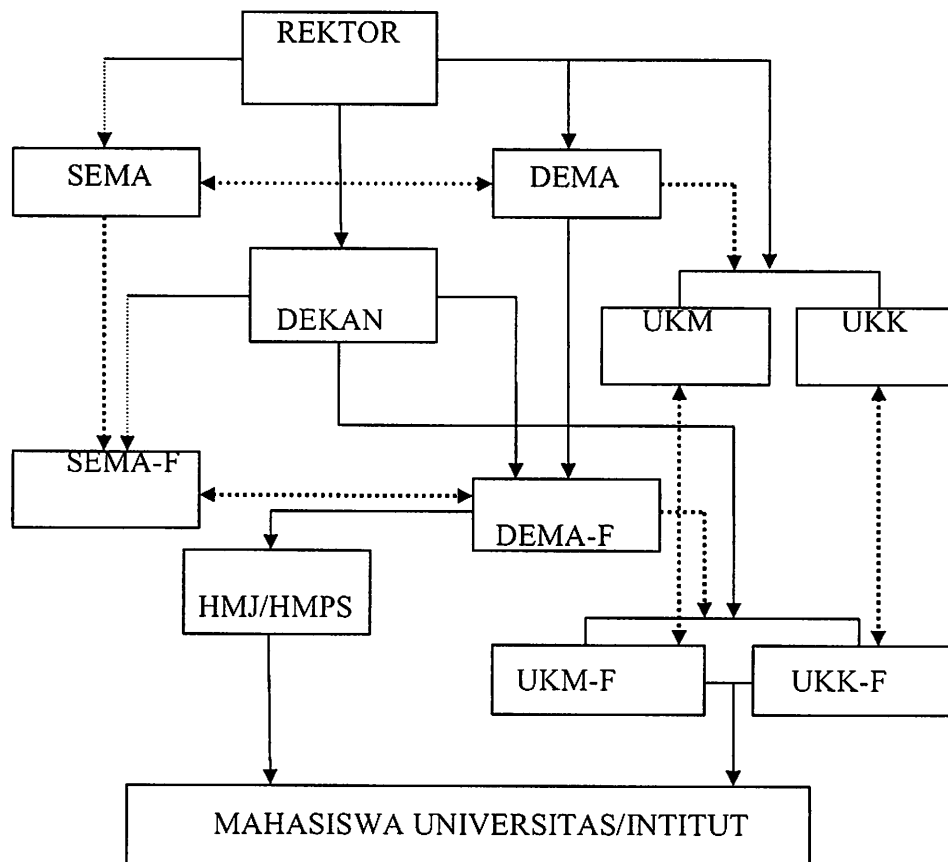 REKTOR
SEMA
DEMA
DEKAN
UKM
UKK
SEMA-F
DEMA-F
HMJ/HMPS
UKM-F
UKK-F
MAHASISWA UNIVERSITAS/INTITUT